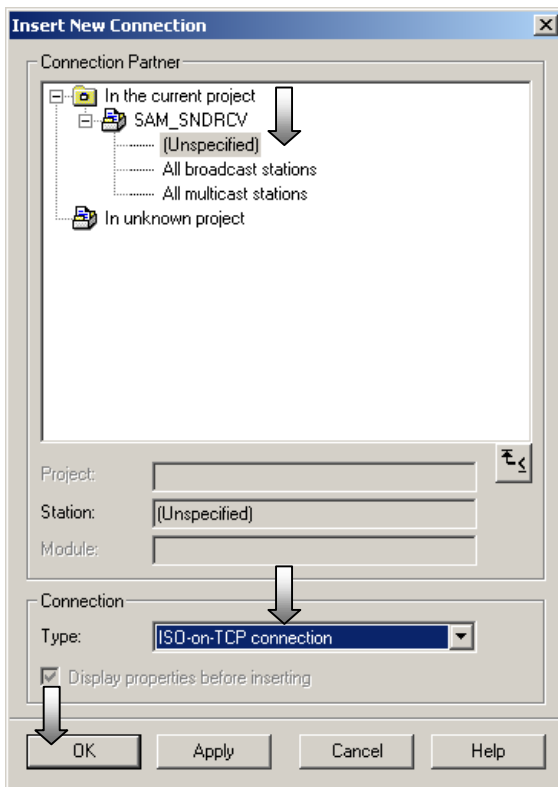 Insert New Connection
Connection Partner
In the current project
SAM_SNDRCV
(Unspecified)
All broadcast stations
All multicast stations
In unknown project
Project:
Station: (Unspecified)
Module:
Connection
Type: ISO-on-TCP connection
Display properties before inserting
OK Apply Cancel Help